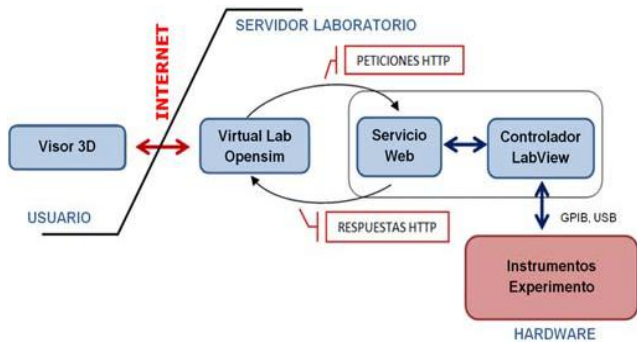 SERVIDOR LABORATORIO
INTERNET
PETICIONES HTTP
Visor 3D
Virtual Lab
Opensim
Servicio
Web
Controlador
LabView
USUARIO
RESPUESTAS HTTP
GPIB, USB
Instrumentos
Experimento
HARDWARE